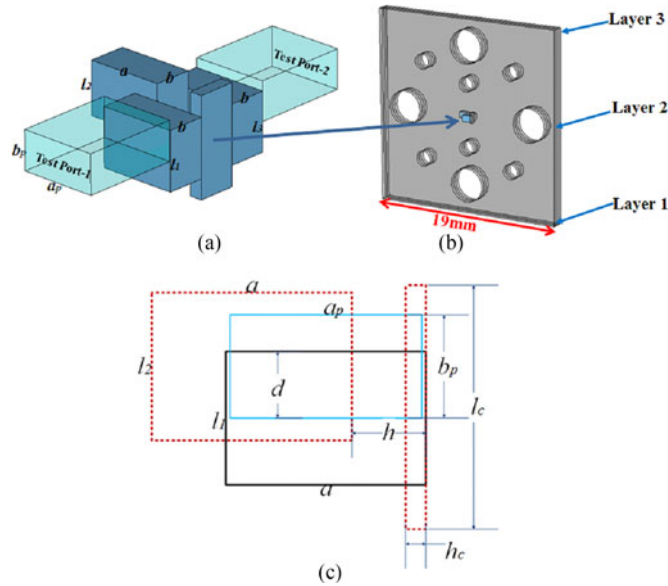 a
b
Test Port-2
l2
b
b
l3
l1
Test Port-1
bp
ap
(a)
Layer 3
Layer 2
Layer 1
19mm
(b)
a
ap
l2
d
bp
lc
l1
h
a
hc
(c)